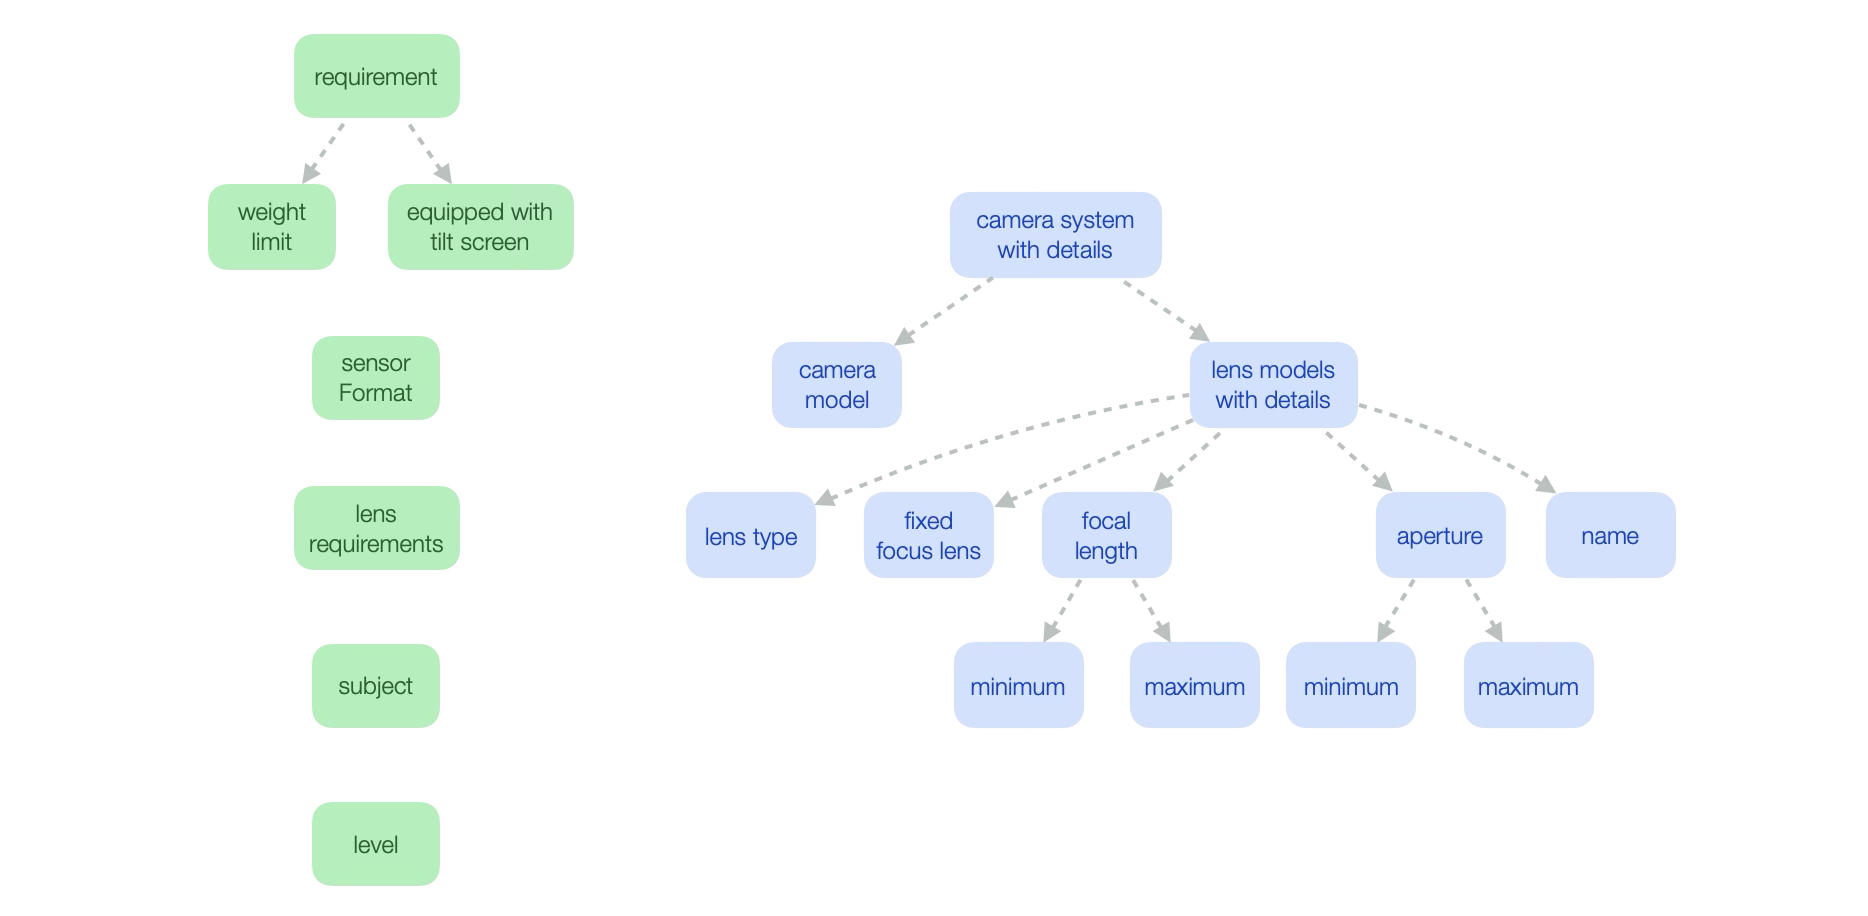 requirement
weight
limit
equipped with
tilt screen
sensor
Format
lens
requirements
subject
level
camera system
with details
camera
model
lens models
with details
lens type
fixed
focus lens
focal
length
aperture
name
minimum
maximum
minimum
maximum